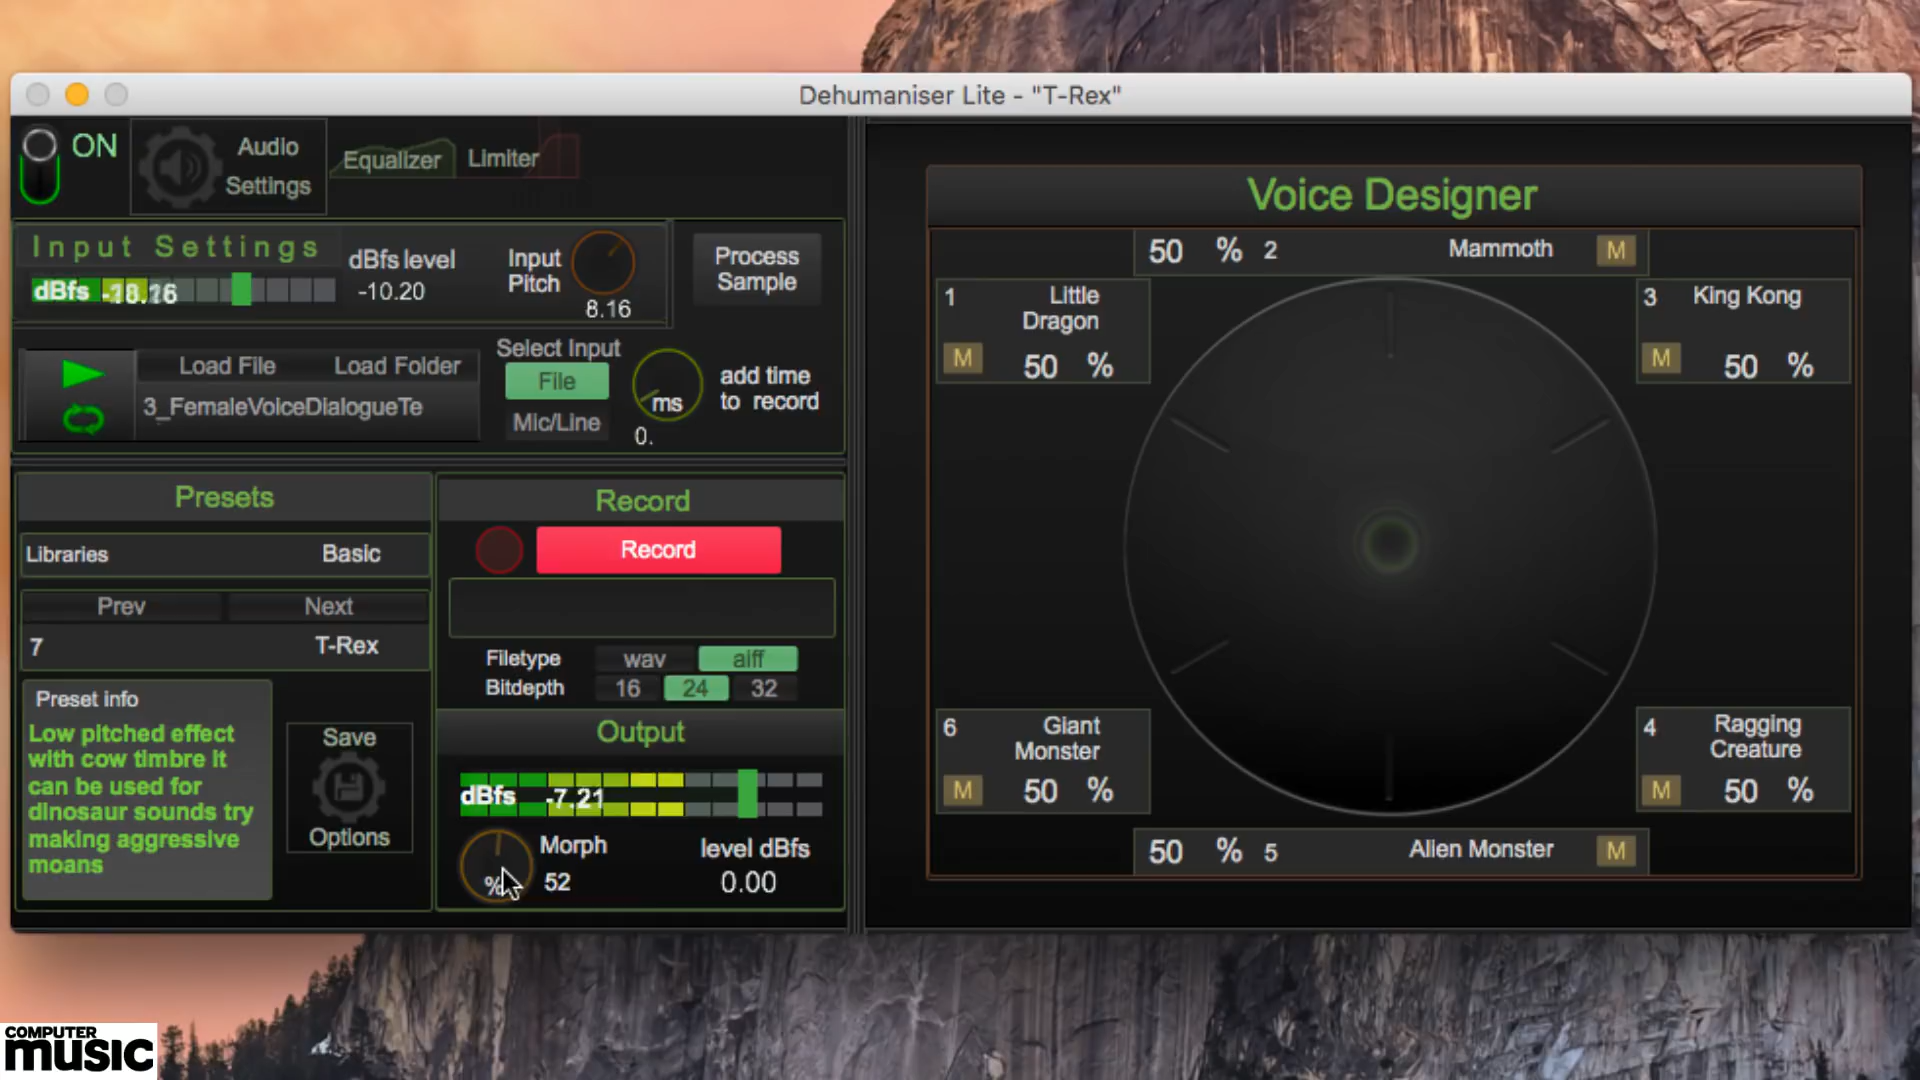 Dehumaniser Lite - "T-Rex"
ON
Audio
Settings
Equalizer
Limiter
Input Settings
dBfs
dBfs level
-10.20
Input
Pitch
8.16
Process
Sample
Load File
Load Folder
3_FemaleVoiceDialogueTe
Select Input
File
Mic/Line
ms
0.
add time
to record
Presets
Libraries
Basic
Prev
Next
7
T-Rex
Preset info
Low pitched effect
with cow timbre it
can be used for
dinosaur sounds try
making aggressive
moans
Save
Options
Record
Record
Filetype
wav
aiff
Bitdepth
16
24
32
Output
dBfs -7.21
%
Morph
52
level dBfs
0.00
Voice Designer
50 % 2 Mammoth M
1 Little
Dragon
M 50 %
3 King Kong
M 50 %
6 Giant
Monster
M 50 %
4 Ragging
Creature
M 50 %
50 % 5 Alien Monster M
COMPUTER
music